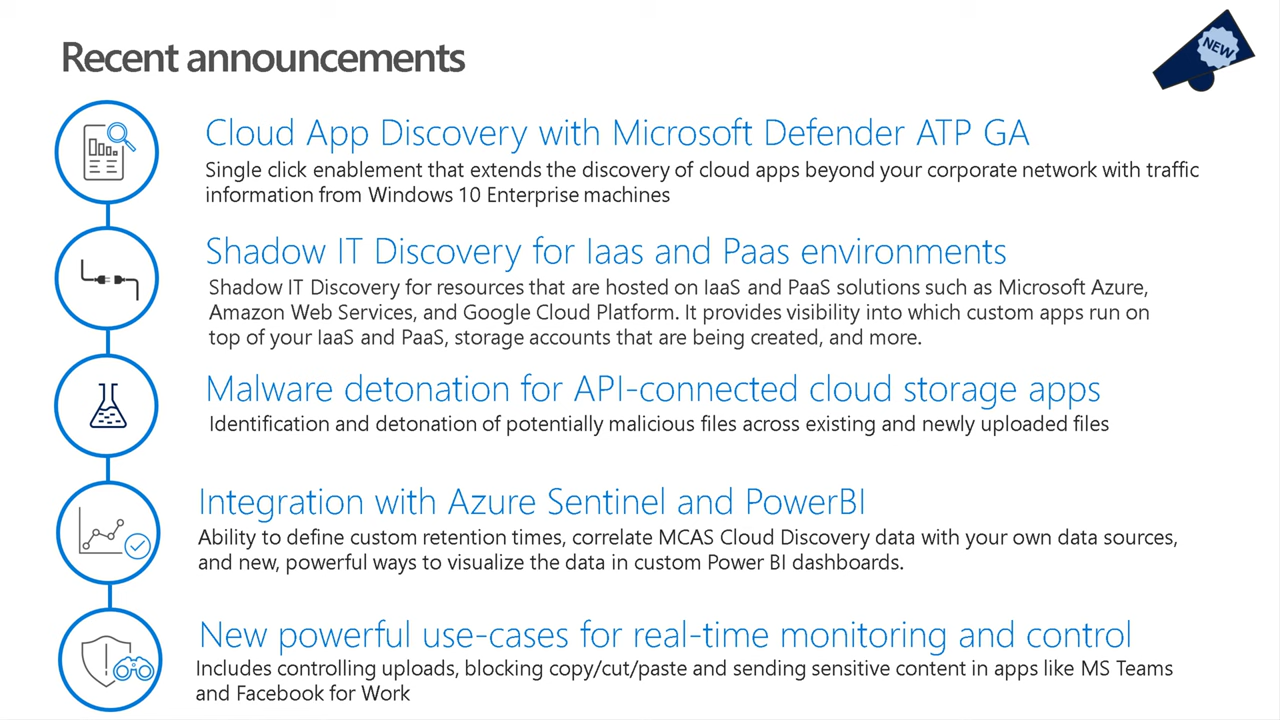 Recent announcements
NEW
Cloud App Discovery with Microsoft Defender ATP GA
Single click enablement that extends the discovery of cloud apps beyond your corporate network with traffic
information from Windows 10 Enterprise machines
Shadow IT Discovery for Iaas and Paas environments
Shadow IT Discovery for resources that are hosted on IaaS and PaaS solutions such as Microsoft Azure,
Amazon Web Services, and Google Cloud Platform. It provides visibility into which custom apps run on
top of your IaaS and PaaS, storage accounts that are being created, and more.
Malware detonation for API-connected cloud storage apps
Identification and detonation of potentially malicious files across existing and newly uploaded files
Integration with Azure Sentinel and PowerBI
Ability to define custom retention times, correlate MCAS Cloud Discovery data with your own data sources,
and new, powerful ways to visualize the data in custom Power BI dashboards.
New powerful use-cases for real-time monitoring and control
Includes controlling uploads, blocking copy/cut/paste and sending sensitive content in apps like MS Teams
and Facebook for Work